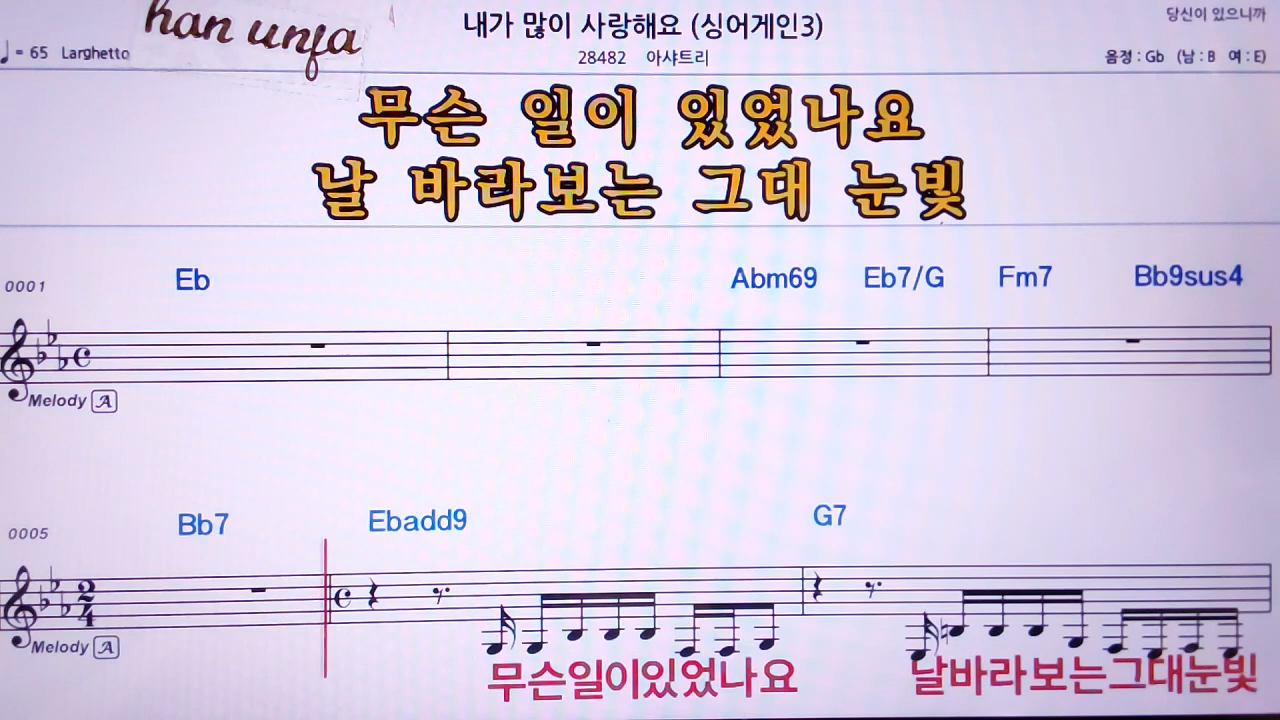 han unja
내가 많이 사랑해요 (싱어게인3)
당신이 있으니까
♩= 65 Larghetto
28482 아샤트리
음정 : Gb (남 : B 여 : E)
무슨 일이 있었나요
날 바라보는 그대 눈빛
0001
Eb Abm69 Eb7/G Fm7 Bb9sus4
Melody A
0005
Bb7 Ebadd9 G7
2/4
Melody A
무슨일이있었나요 날바라보는그대눈빛